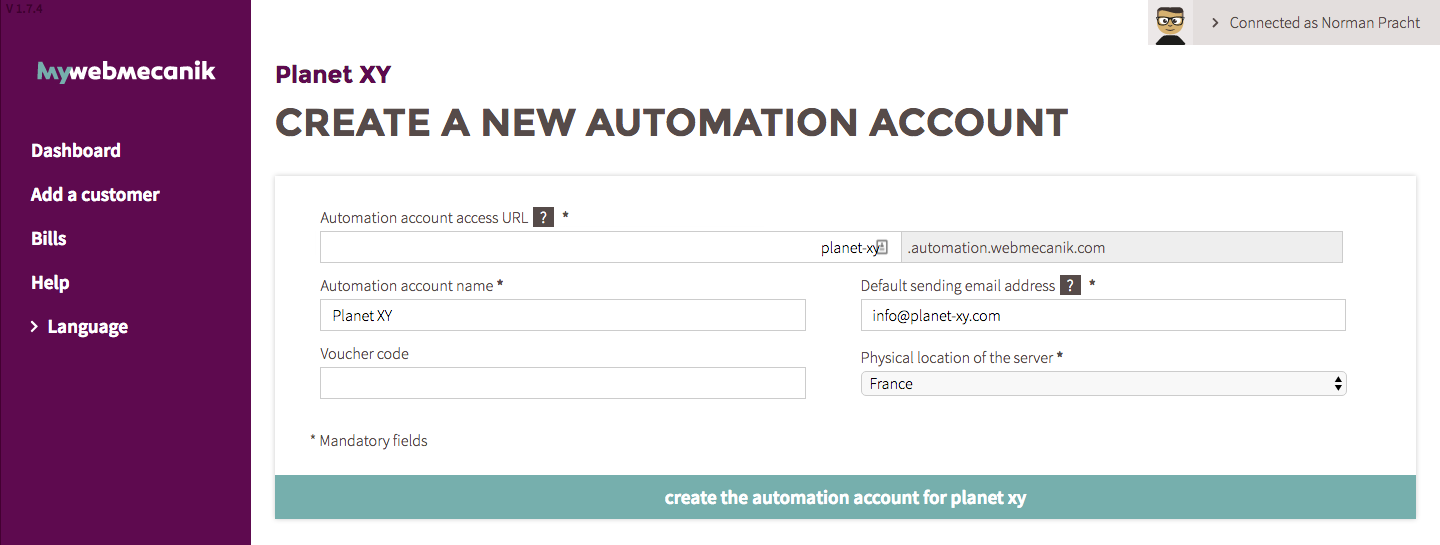 V 1.7.4
Connected as Norman Pracht
Mywebmecanik
Dashboard
Add a customer
Bills
Help
Language
Planet XY
CREATE A NEW AUTOMATION ACCOUNT
Automation account access URL ? *
planet-xy .automation.webmecanik.com
Automation account name * Default sending email address ? *
Planet XY info@planet-xy.com
Voucher code Physical location of the server *
France
* Mandatory fields
create the automation account for planet xy